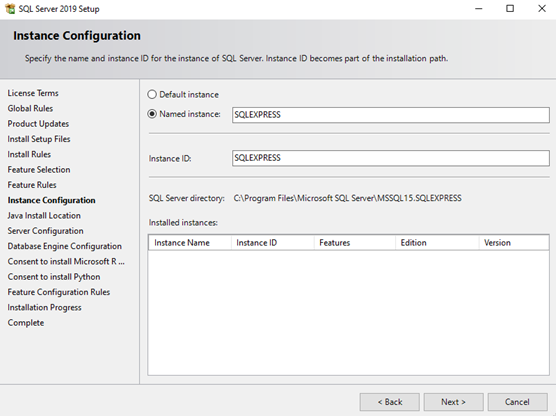 SQL Server 2019 Setup
Instance Configuration
Specify the name and instance ID for the instance of SQL Server. Instance ID becomes part of the installation path.
License Terms
Global Rules
Product Updates
Install Setup Files
Install Rules
Feature Selection
Feature Rules
Instance Configuration
Java Install Location
Server Configuration
Database Engine Configuration
Consent to install Microsoft R ...
Consent to install Python
Feature Configuration Rules
Installation Progress
Complete
Default instance
Named instance: SQLEXPRESS
Instance ID: SQLEXPRESS
SQL Server directory: C:\Program Files\Microsoft SQL Server\MSSQL15.SQLEXPRESS
Installed instances:
Instance Name Instance ID Features Edition Version
< Back Next > Cancel